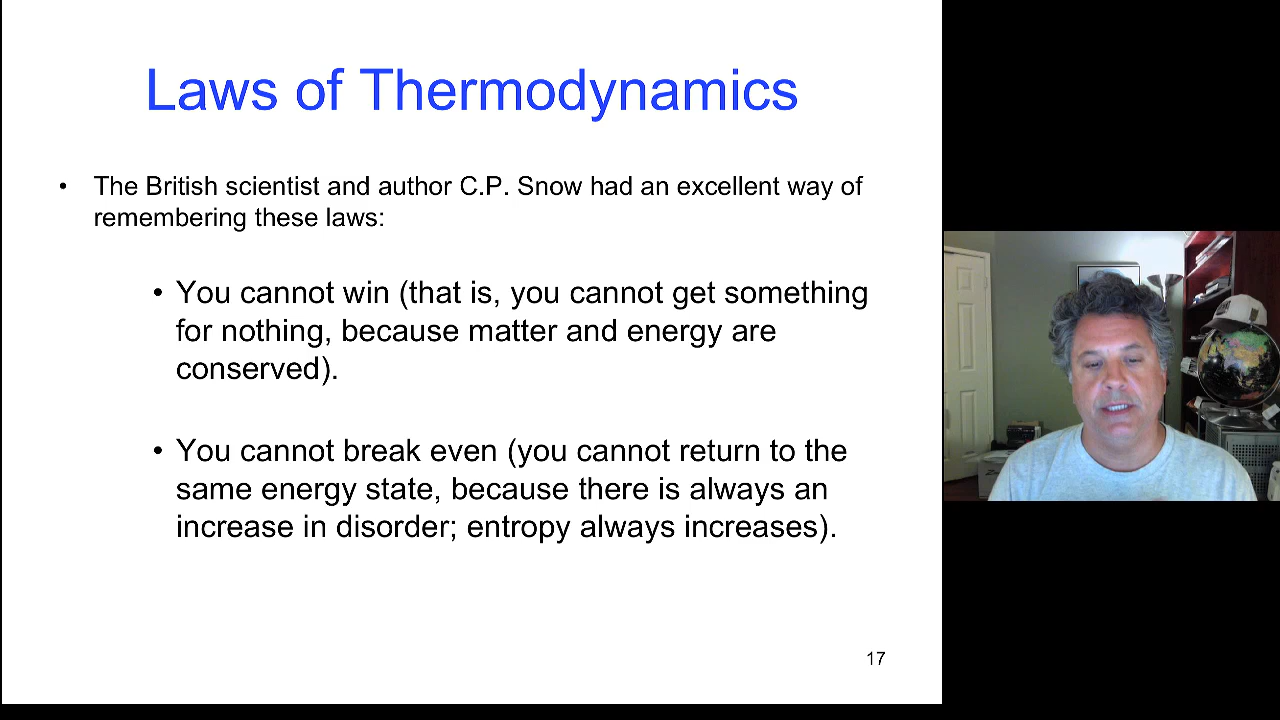 Laws of Thermodynamics
• The British scientist and author C.P. Snow had an excellent way of
remembering these laws:
• You cannot win (that is, you cannot get something
for nothing, because matter and energy are
conserved).
• You cannot break even (you cannot return to the
same energy state, because there is always an
increase in disorder; entropy always increases).
17